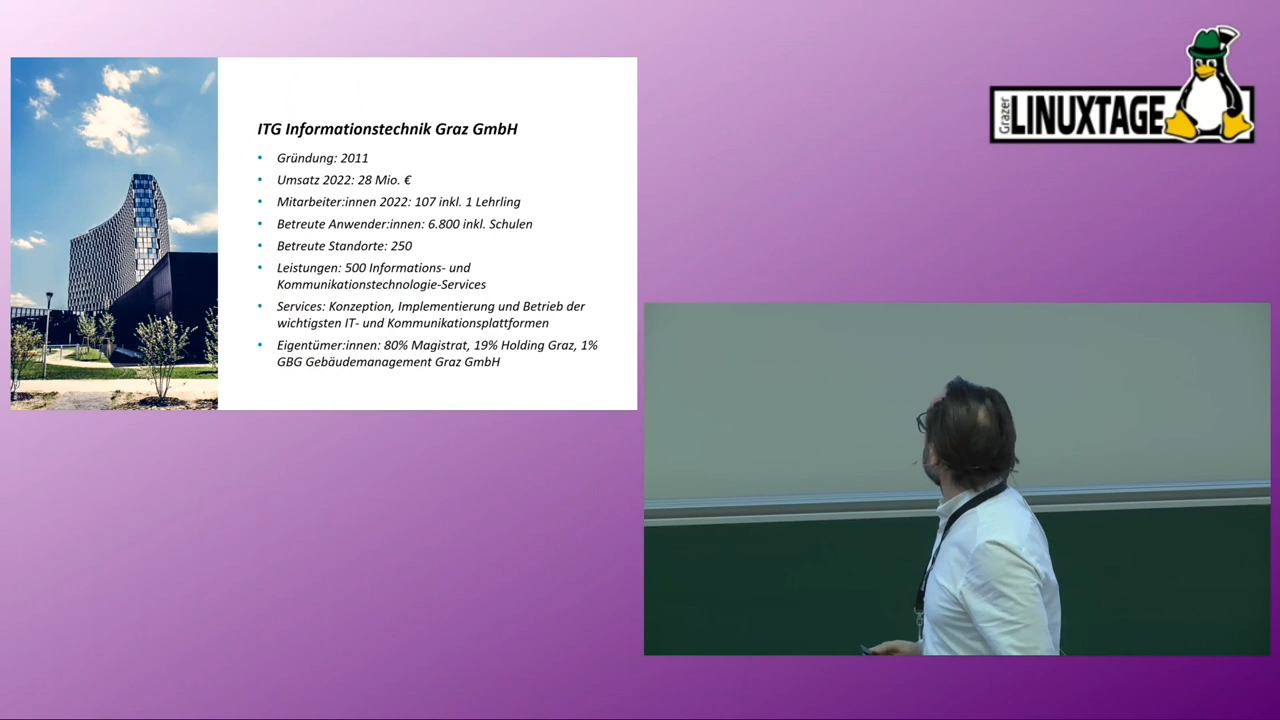 ITG Informationstechnik Graz GmbH
• Gründung: 2011
• Umsatz 2022: 28 Mio. €
• Mitarbeiter:innen 2022: 107 inkl. 1 Lehrling
• Betreute Anwender:innen: 6.800 inkl. Schulen
• Betreute Standorte: 250
• Leistungen: 500 Informations- und
Kommunikationstechnologie-Services
• Services: Konzeption, Implementierung und Betrieb der
wichtigsten IT- und Kommunikationsplattformen
• Eigentümer:innen: 80% Magistrat, 19% Holding Graz, 1%
GBG Gebäudemanagement Graz GmbH
Grazer
LINUXTAGE